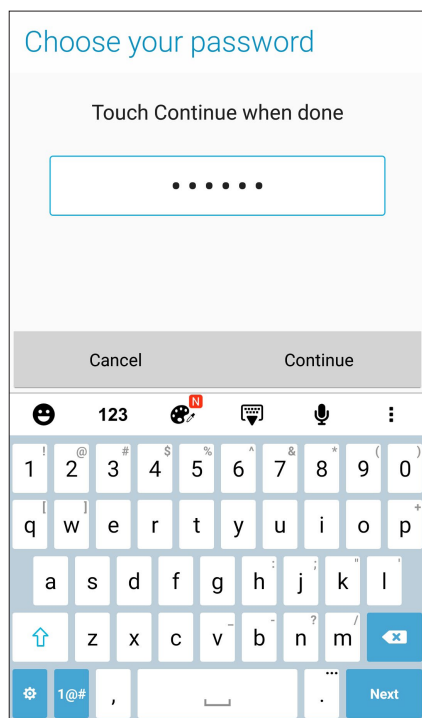 Choose your password
Touch Continue when done
••••••
Cancel Continue
123 N
! @ # $ % ^ & * ( )
1 2 3 4 5 6 7 8 9 0
[ ] +
q w e r t y u i o p
: ; " '
a s d f g h j k l
_ - ? /
z x c v b n m
1@# , . Next